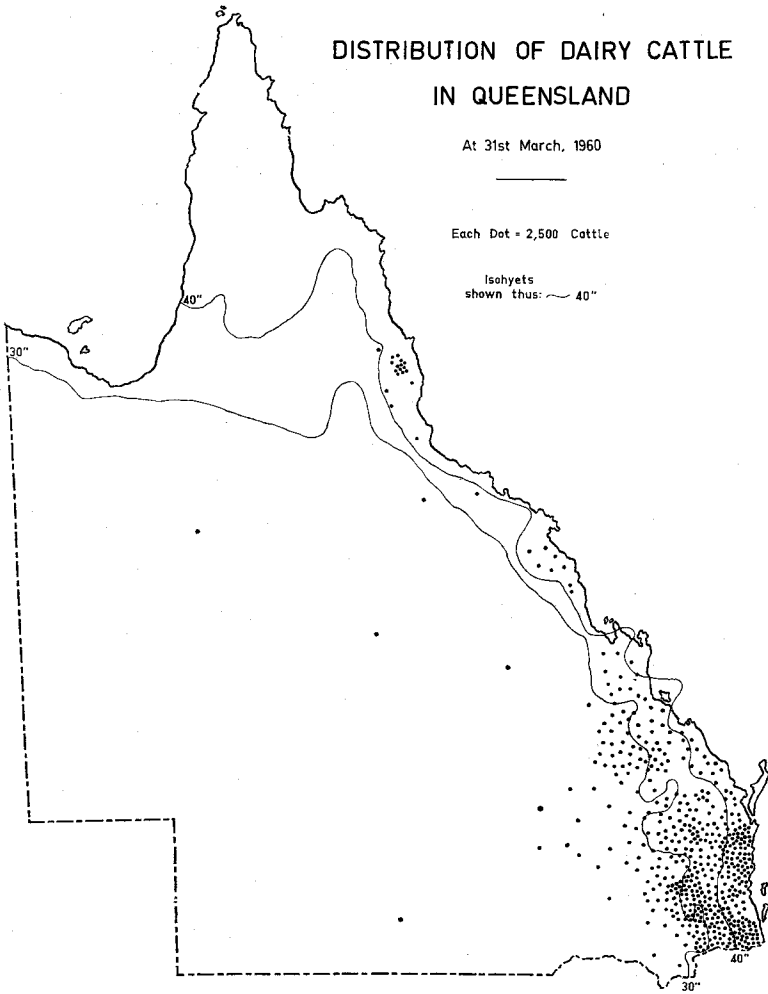 DISTRIBUTION OF DAIRY CATTLE
IN QUEENSLAND
At 31st March, 1960
Each Dot = 2,500 Cattle
Isohyets
shown thus: 40"
40"
30"
40"
30"